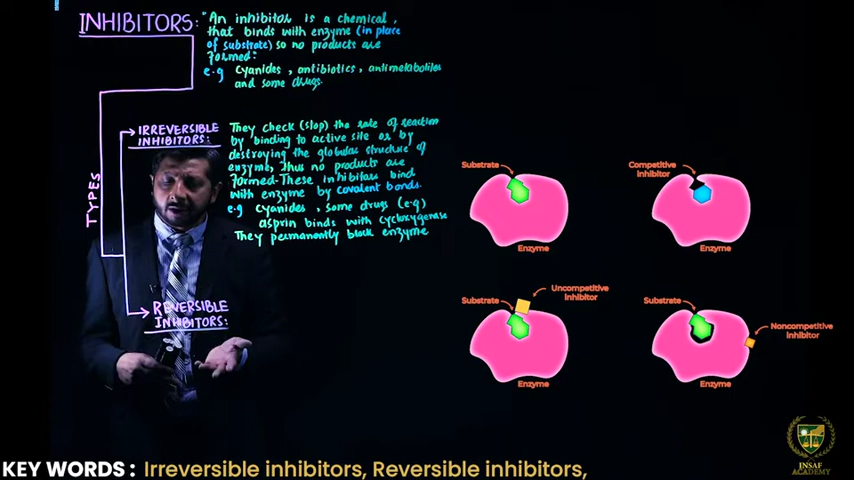 INHIBITORS: "An inhibitor is a chemical,
that binds with enzyme (in place
of substrate) so no products are
formed:
e.g cyanides, antibiotics, antimetabolites
and some drugs.
TYPES
IRREVERSIBLE
INHIBITORS:
They check (stop) the rate of reaction
by binding to active site or by
destroying the globular structure of
enzyme, thus no products are
formed-These inhibitors bind
with enzyme by covalent bonds.
e.g cyanides, some drugs (e.g)
asprin binds with cycloxygenase
They permanently block enzyme
REVERSIBLE
INHIBITORS:
Substrate
Enzyme
Competitive
inhibitor
Enzyme
Substrate
Uncompetitive
inhibitor
Enzyme
Substrate
Noncompetitive
inhibitor
Enzyme
INSAF
ACADEMY
KEY WORDS : Irreversible inhibitors, Reversible inhibitors,